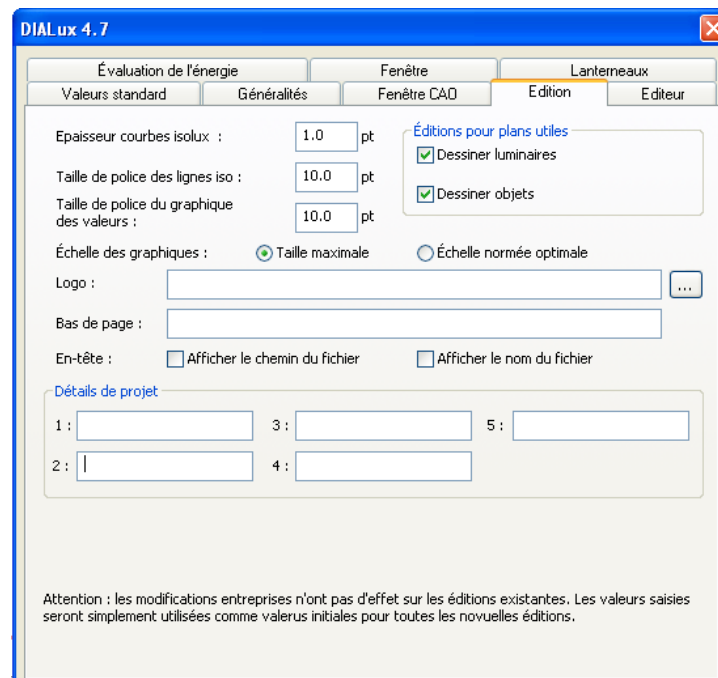 DIALux 4.7
Évaluation de l'énergie Fenêtre Lanterneaux
Valeurs standard Généralités Fenêtre CAO Edition Editeur
Epaisseur courbes isolux : 1.0 pt
Éditions pour plans utiles
Dessiner luminaires
Taille de police des lignes iso : 10.0 pt
Dessiner objets
Taille de police du graphique
des valeurs : 10.0 pt
Échelle des graphiques : Taille maximale Échelle normée optimale
Logo : ...
Bas de page :
En-tête : Afficher le chemin du fichier Afficher le nom du fichier
Détails de projet
1 : 3 : 5 :
2 : 4 :
Attention : les modifications entreprises n'ont pas d'effet sur les éditions existantes. Les valeurs saisies
seront simplement utilisées comme valerus initiales pour toutes les novuelles éditions.